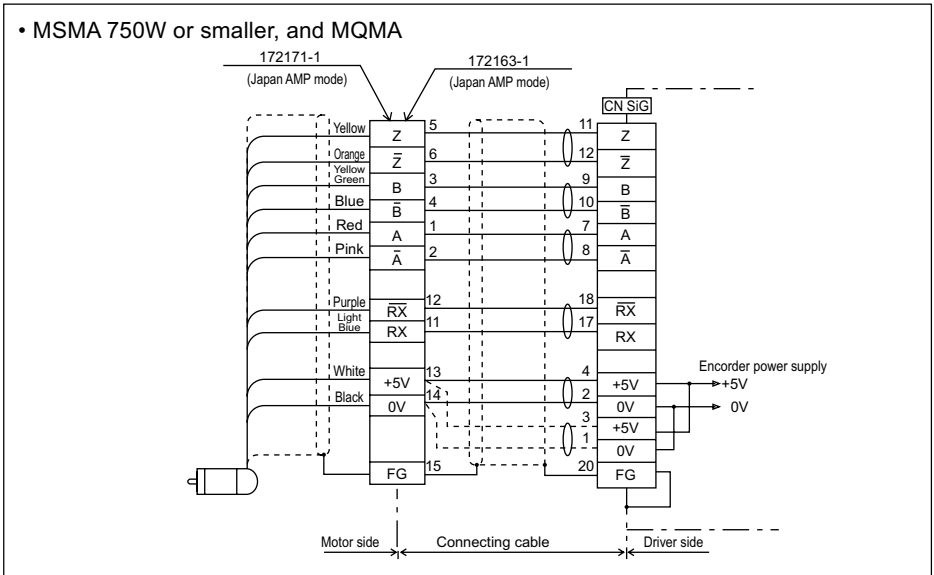 • MSMA 750W or smaller, and MQMA
172171-1 172163-1
(Japan AMP mode) (Japan AMP mode)
CN SiG
Yellow Z 5 11 Z
Orange Z̅ 6 12 Z̅
Yellow
Green B 3 9 B
Blue B̅ 4 10 B̅
Red A 1 7 A
Pink A̅ 2 8 A̅
Purple R̅X̅ 12 18 R̅X̅
Light
Blue RX 11 17 RX
Encorder power supply
White +5V 13 4 +5V +5V
Black 0V 14 2 0V 0V
3 +5V
1 0V
FG 15 20 FG
Motor side Connecting cable Driver side